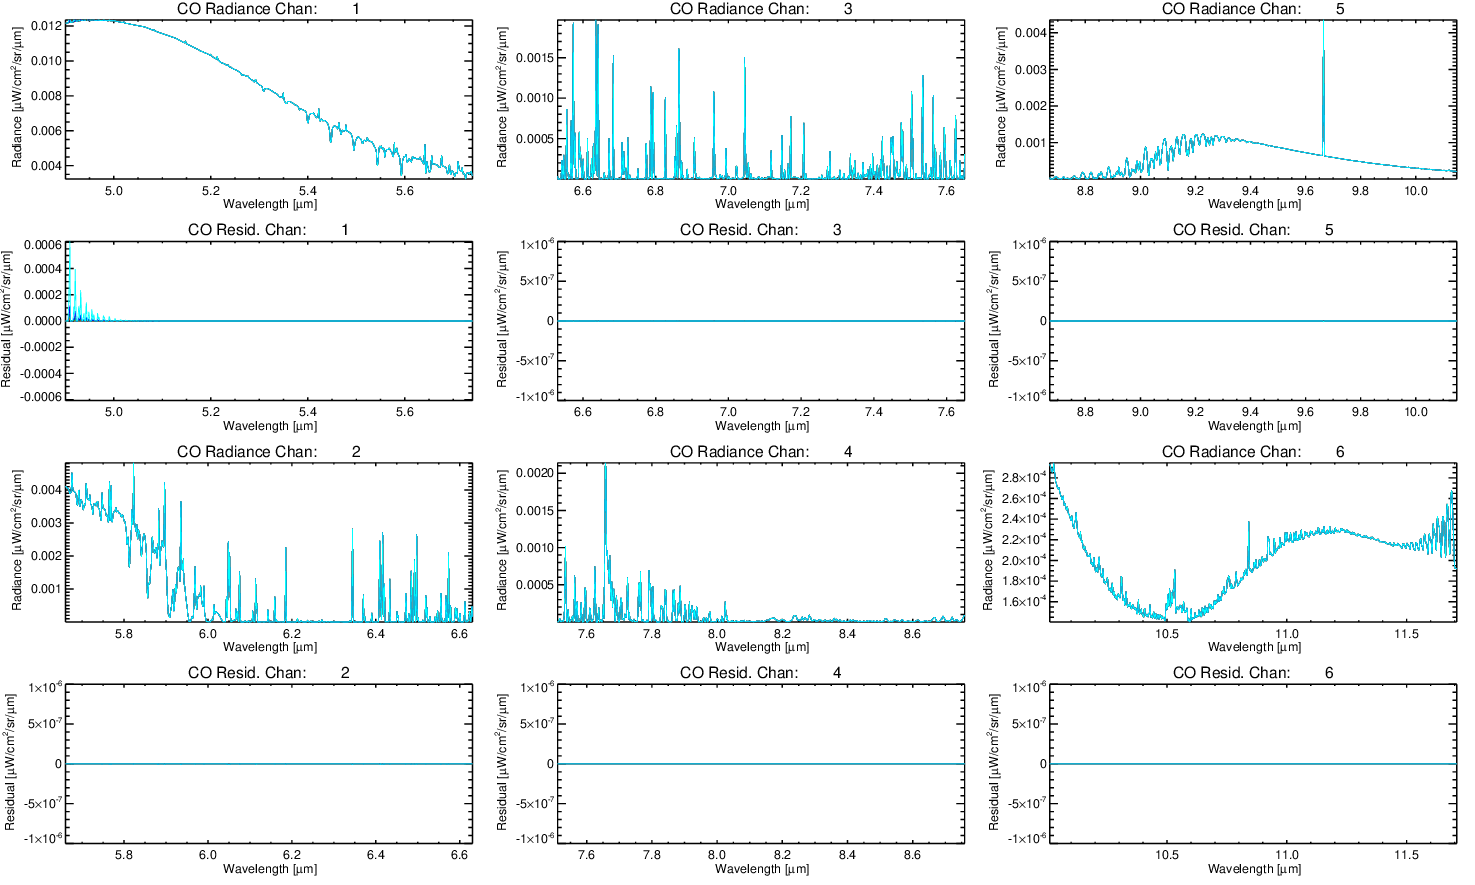 CO Radiance Chan: 1
Radiance [μW/cm²/sr/μm]
0.012
0.010
0.008
0.006
0.004
5.0 5.2 5.4 5.6
Wavelength [μm]
CO Radiance Chan: 3
Radiance [μW/cm²/sr/μm]
0.0015
0.0010
0.0005
6.6 6.8 7.0 7.2 7.4 7.6
Wavelength [μm]
CO Radiance Chan: 5
Radiance [μW/cm²/sr/μm]
0.004
0.003
0.002
0.001
8.8 9.0 9.2 9.4 9.6 9.8 10.0
Wavelength [μm]
CO Resid. Chan: 1
Residual [μW/cm²/sr/μm]
0.0006
0.0004
0.0002
0.0000
-0.0002
-0.0004
-0.0006
5.0 5.2 5.4 5.6
Wavelength [μm]
CO Resid. Chan: 3
Residual [μW/cm²/sr/μm]
1×10⁻⁶
5×10⁻⁷
0
-5×10⁻⁷
-1×10⁻⁶
6.6 6.8 7.0 7.2 7.4 7.6
Wavelength [μm]
CO Resid. Chan: 5
Residual [μW/cm²/sr/μm]
1×10⁻⁶
5×10⁻⁷
0
-5×10⁻⁷
-1×10⁻⁶
8.8 9.0 9.2 9.4 9.6 9.8 10.0
Wavelength [μm]
CO Radiance Chan: 2
Radiance [μW/cm²/sr/μm]
0.004
0.003
0.002
0.001
5.8 6.0 6.2 6.4 6.6
Wavelength [μm]
CO Radiance Chan: 4
Radiance [μW/cm²/sr/μm]
0.0020
0.0015
0.0010
0.0005
7.6 7.8 8.0 8.2 8.4 8.6
Wavelength [μm]
CO Radiance Chan: 6
Radiance [μW/cm²/sr/μm]
2.8×10⁻⁴
2.6×10⁻⁴
2.4×10⁻⁴
2.2×10⁻⁴
2.0×10⁻⁴
1.8×10⁻⁴
1.6×10⁻⁴
10.5 11.0 11.5
Wavelength [μm]
CO Resid. Chan: 2
Residual [μW/cm²/sr/μm]
1×10⁻⁶
5×10⁻⁷
0
-5×10⁻⁷
-1×10⁻⁶
5.8 6.0 6.2 6.4 6.6
Wavelength [μm]
CO Resid. Chan: 4
Residual [μW/cm²/sr/μm]
1×10⁻⁶
5×10⁻⁷
0
-5×10⁻⁷
-1×10⁻⁶
7.6 7.8 8.0 8.2 8.4 8.6
Wavelength [μm]
CO Resid. Chan: 6
Residual [μW/cm²/sr/μm]
1×10⁻⁶
5×10⁻⁷
0
-5×10⁻⁷
-1×10⁻⁶
10.5 11.0 11.5
Wavelength [μm]